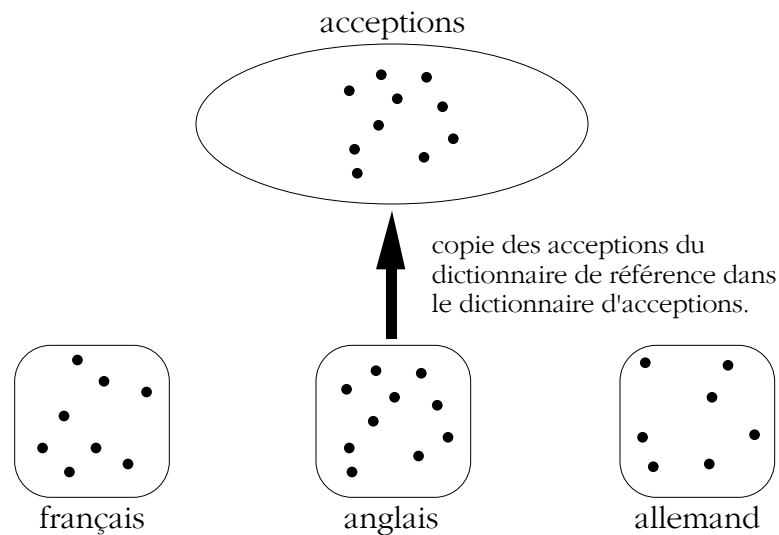 acceptions
copie des acceptions du
dictionnaire de référence dans
le dictionnaire d'acceptions.
français
anglais
allemand